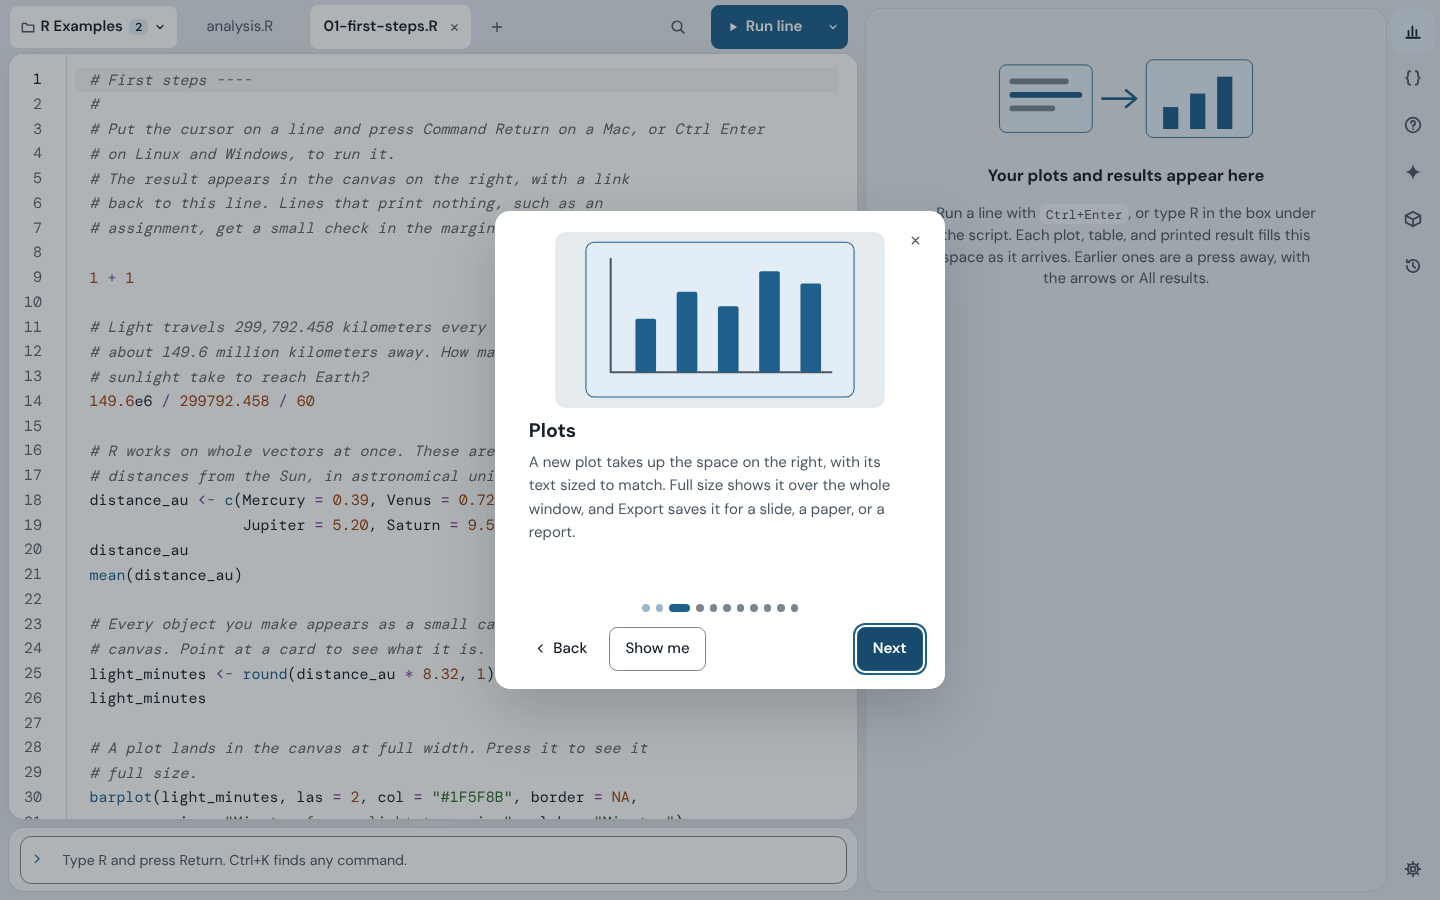 R Examples 2
analysis.R
01-first-steps.R
Run line
1 # First steps ----
2 #
3 # Put the cursor on a line and press Command Return on a Mac, or Ctrl Enter
4 # on Linux and Windows, to run it.
5 # The result appears in the canvas on the right, with a link
6 # back to this line. Lines that print nothing, such as an
7 # assignment, get a small check in the margin
8
9 1 + 1
10
11 # Light travels 299,792.458 kilometers every
12 # about 149.6 million kilometers away. How ma
13 # sunlight take to reach Earth?
14 149.6e6 / 299792.458 / 60
15
16 # R works on whole vectors at once. These are
17 # distances from the Sun, in astronomical uni
18 distance_au <- c(Mercury = 0.39, Venus = 0.72
19 Jupiter = 5.20, Saturn = 9.5
20 distance_au
21 mean(distance_au)
22
23 # Every object you make appears as a small ca
24 # canvas. Point at a card to see what it is.
25 light_minutes <- round(distance_au * 8.32, 1)
26 light_minutes
27
28 # A plot lands in the canvas at full width. Press it to see it
29 # full size.
30 barplot(light_minutes, las = 2, col = "#1F5F8B", border = NA,
Type R and press Return. Ctrl+K finds any command.
Your plots and results appear here
Run a line with Ctrl+Enter, or type R in the box under
the script. Each plot, table, and printed result fills this
space as it arrives. Earlier ones are a press away, with
the arrows or All results.
Plots
A new plot takes up the space on the right, with its
text sized to match. Full size shows it over the whole
window, and Export saves it for a slide, a paper, or a
report.
Back
Show me
Next